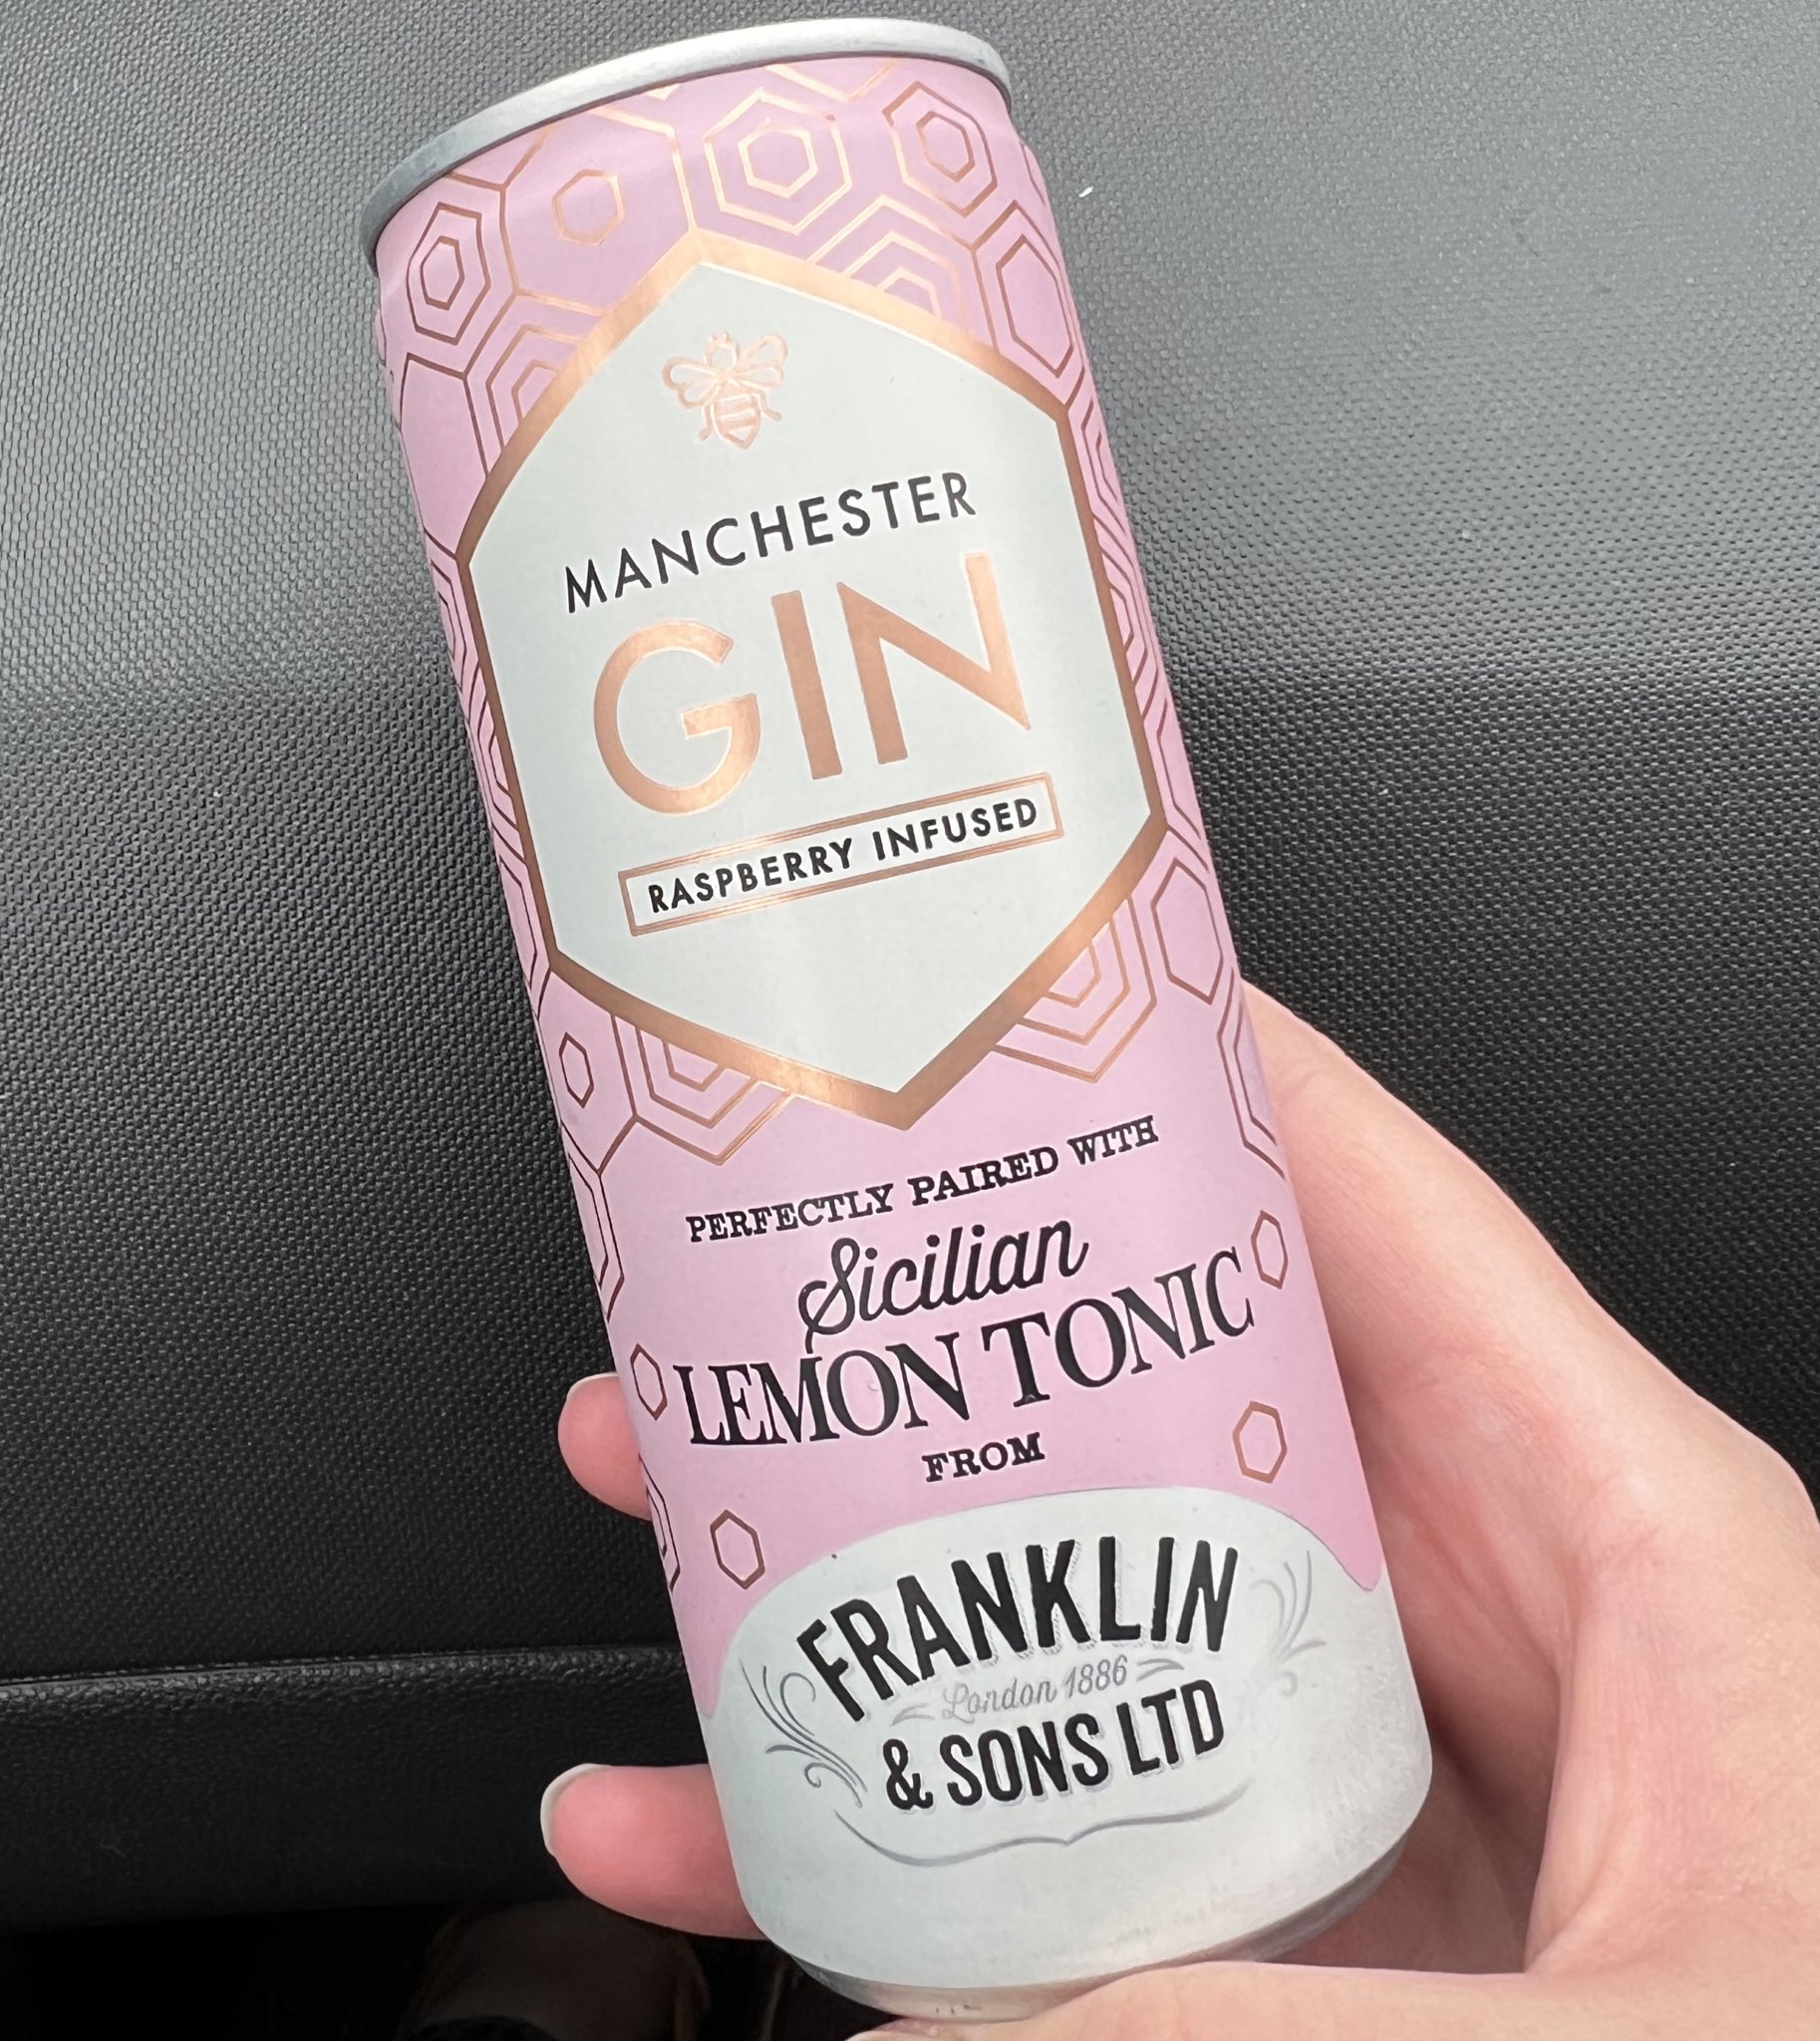 MANCHESTER
GIN
RASPBERRY INFUSED
PERFECTLY PAIRED WITH
Sicilian
LEMON TONIC
FROM
FRANKLIN
London 1886
& SONS LTD